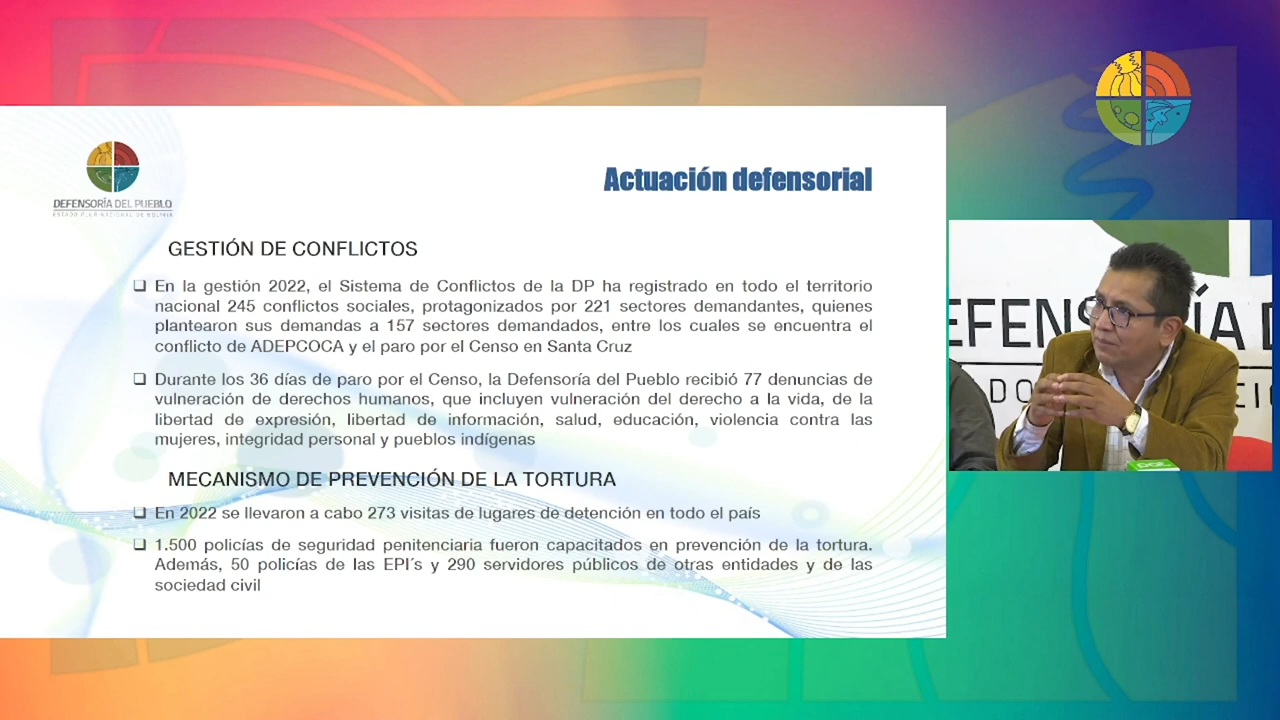 Actuación defensorial
DEFENSORÍA DEL PUEBLO
ESTADO PLURINACIONAL DE BOLIVIA
GESTIÓN DE CONFLICTOS
❑ En la gestión 2022, el Sistema de Conflictos de la DP ha registrado en todo el territorio
nacional 245 conflictos sociales, protagonizados por 221 sectores demandantes, quienes
plantearon sus demandas a 157 sectores demandados, entre los cuales se encuentra el
conflicto de ADEPCOCA y el paro por el Censo en Santa Cruz
❑ Durante los 36 días de paro por el Censo, la Defensoría del Pueblo recibió 77 denuncias de
vulneración de derechos humanos, que incluyen vulneración del derecho a la vida, de la
libertad de expresión, libertad de información, salud, educación, violencia contra las
mujeres, integridad personal y pueblos indígenas
MECANISMO DE PREVENCIÓN DE LA TORTURA
❑ En 2022 se llevaron a cabo 273 visitas de lugares de detención en todo el país
❑ 1.500 policías de seguridad penitenciaria fueron capacitados en prevención de la tortura.
Además, 50 policías de las EPI´s y 290 servidores públicos de otras entidades y de las
sociedad civil
EFENS ÍA D
DO